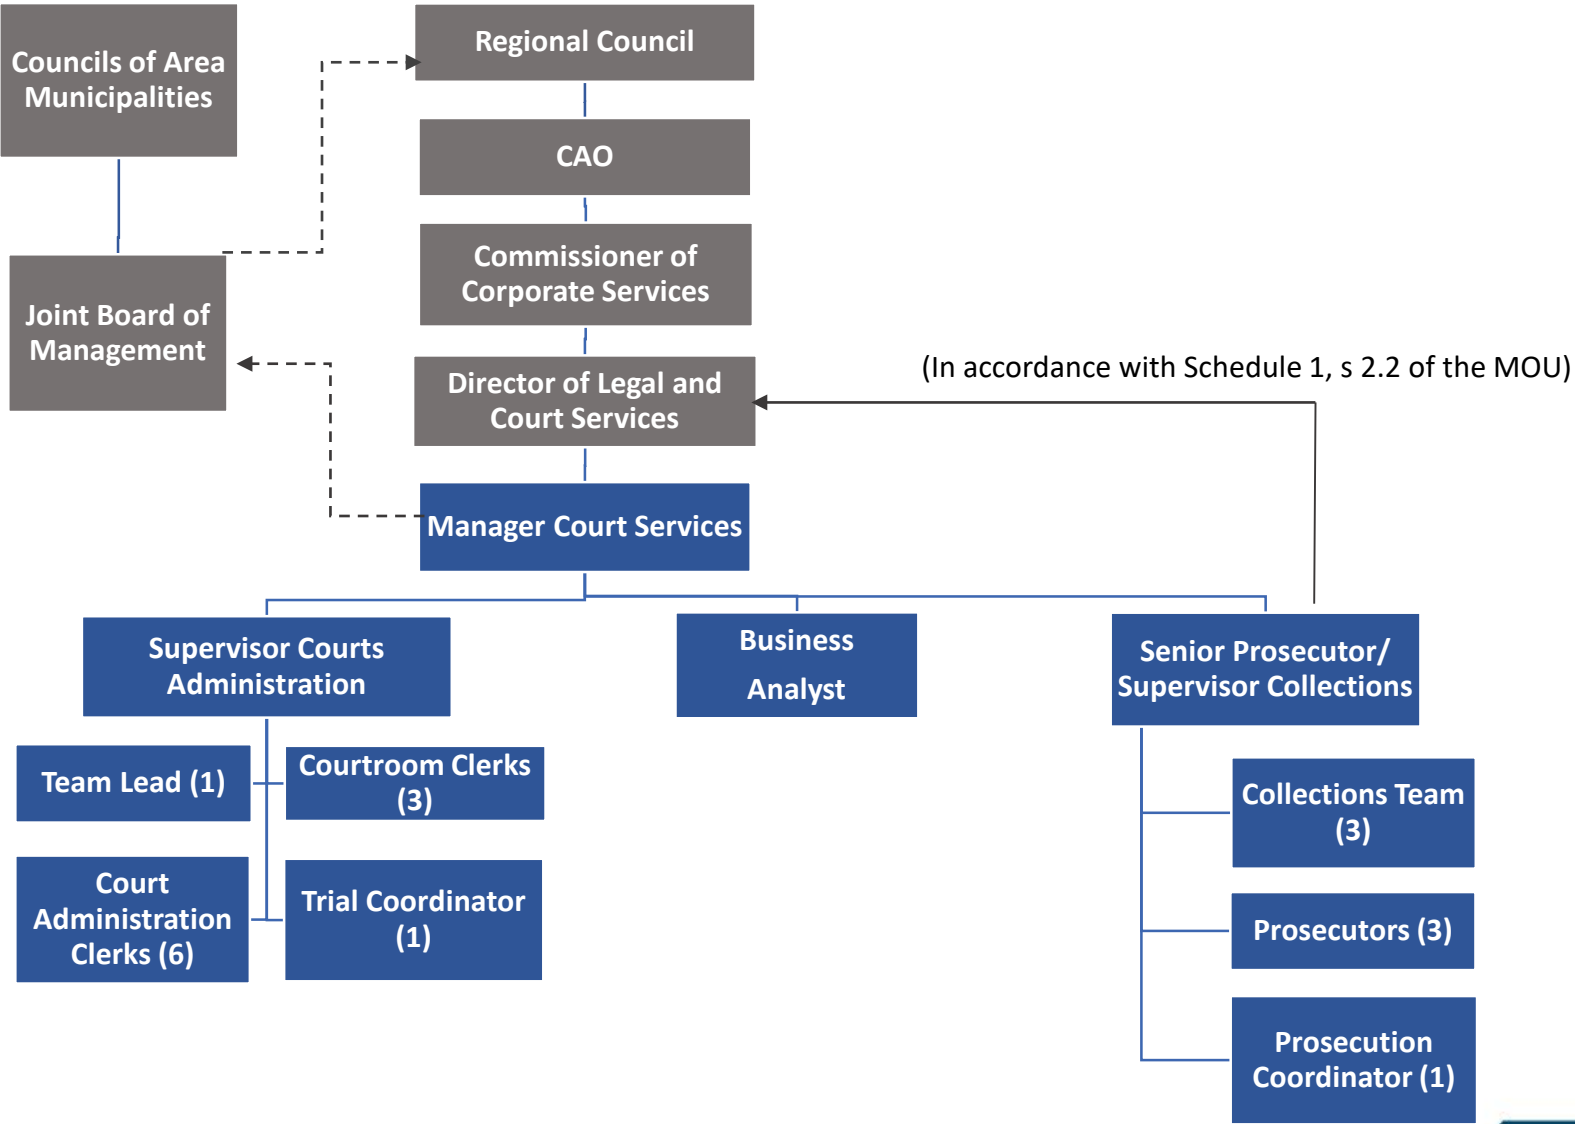 Councils of Area
Municipalities
Regional Council
CAO
Commissioner of
Corporate Services
Joint Board of
Management
Director of Legal and
Court Services
(In accordance with Schedule 1, s 2.2 of the MOU)
Manager Court Services
Supervisor Courts
Administration
Business
Analyst
Senior Prosecutor/
Supervisor Collections
Team Lead (1)
Courtroom Clerks
(3)
Court
Administration
Clerks (6)
Trial Coordinator
(1)
Collections Team
(3)
Prosecutors (3)
Prosecution
Coordinator (1)